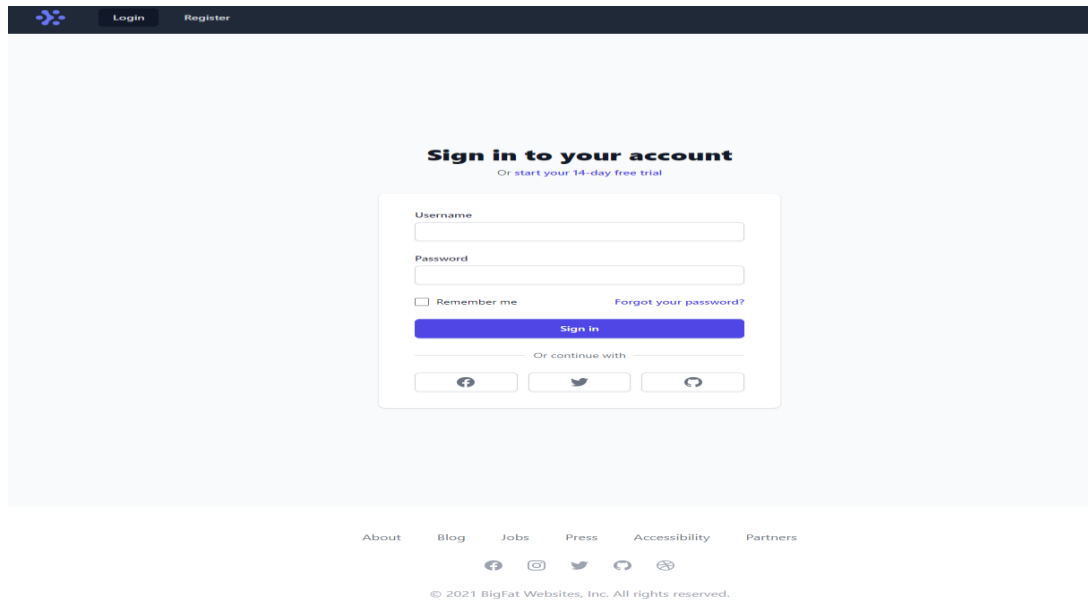 Login Register
Sign in to your account
Or start your 14-day free trial
Username
Password
Remember me Forgot your password?
Sign in
Or continue with
About Blog Jobs Press Accessibility Partners
© 2021 BigFat Websites, Inc. All rights reserved.